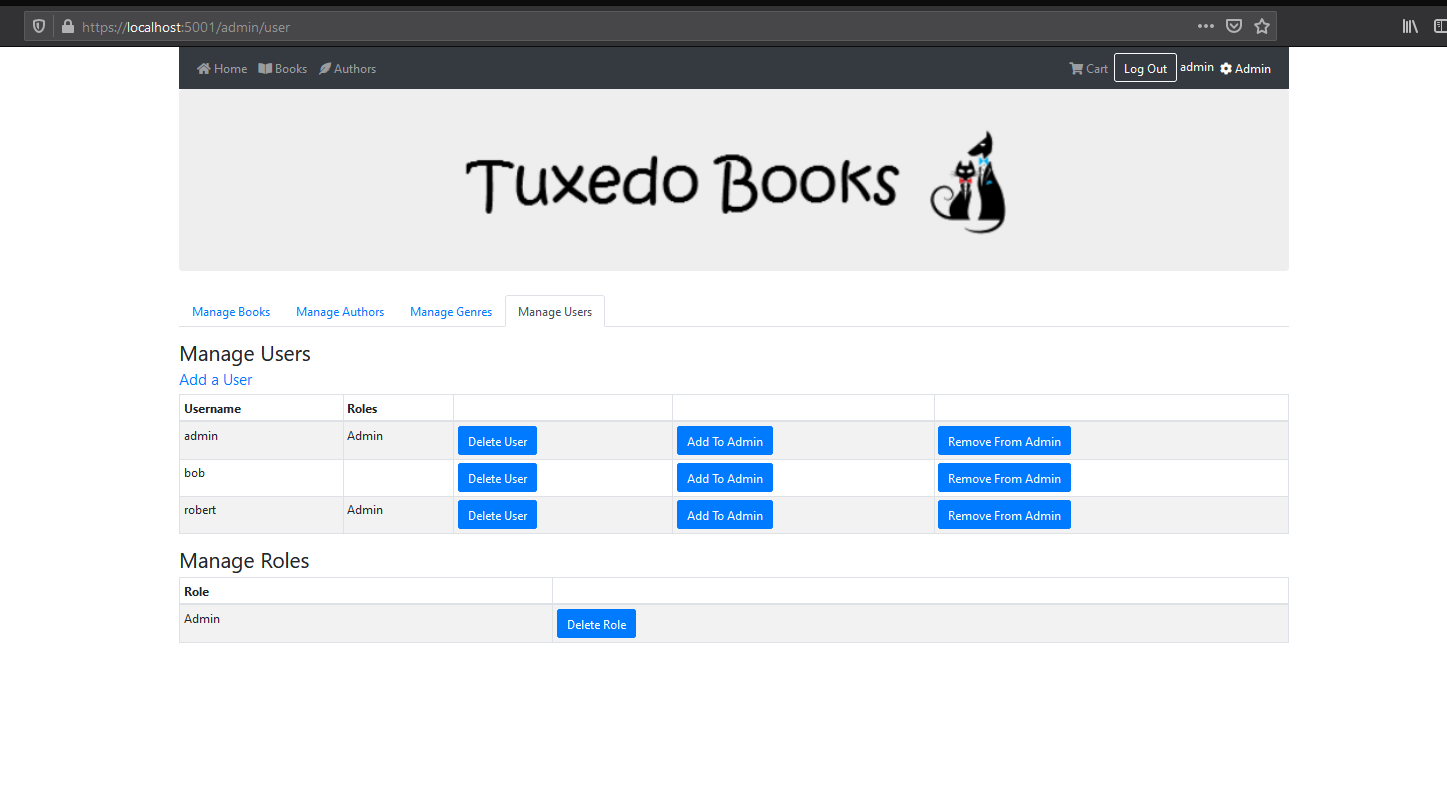 https://localhost:5001/admin/user
Home Books Authors Cart Log Out admin Admin
Tuxedo Books
Manage Books Manage Authors Manage Genres Manage Users
Manage Users
Add a User
Username Roles
admin Admin Delete User Add To Admin Remove From Admin
bob Delete User Add To Admin Remove From Admin
robert Admin Delete User Add To Admin Remove From Admin
Manage Roles
Role
Admin Delete Role